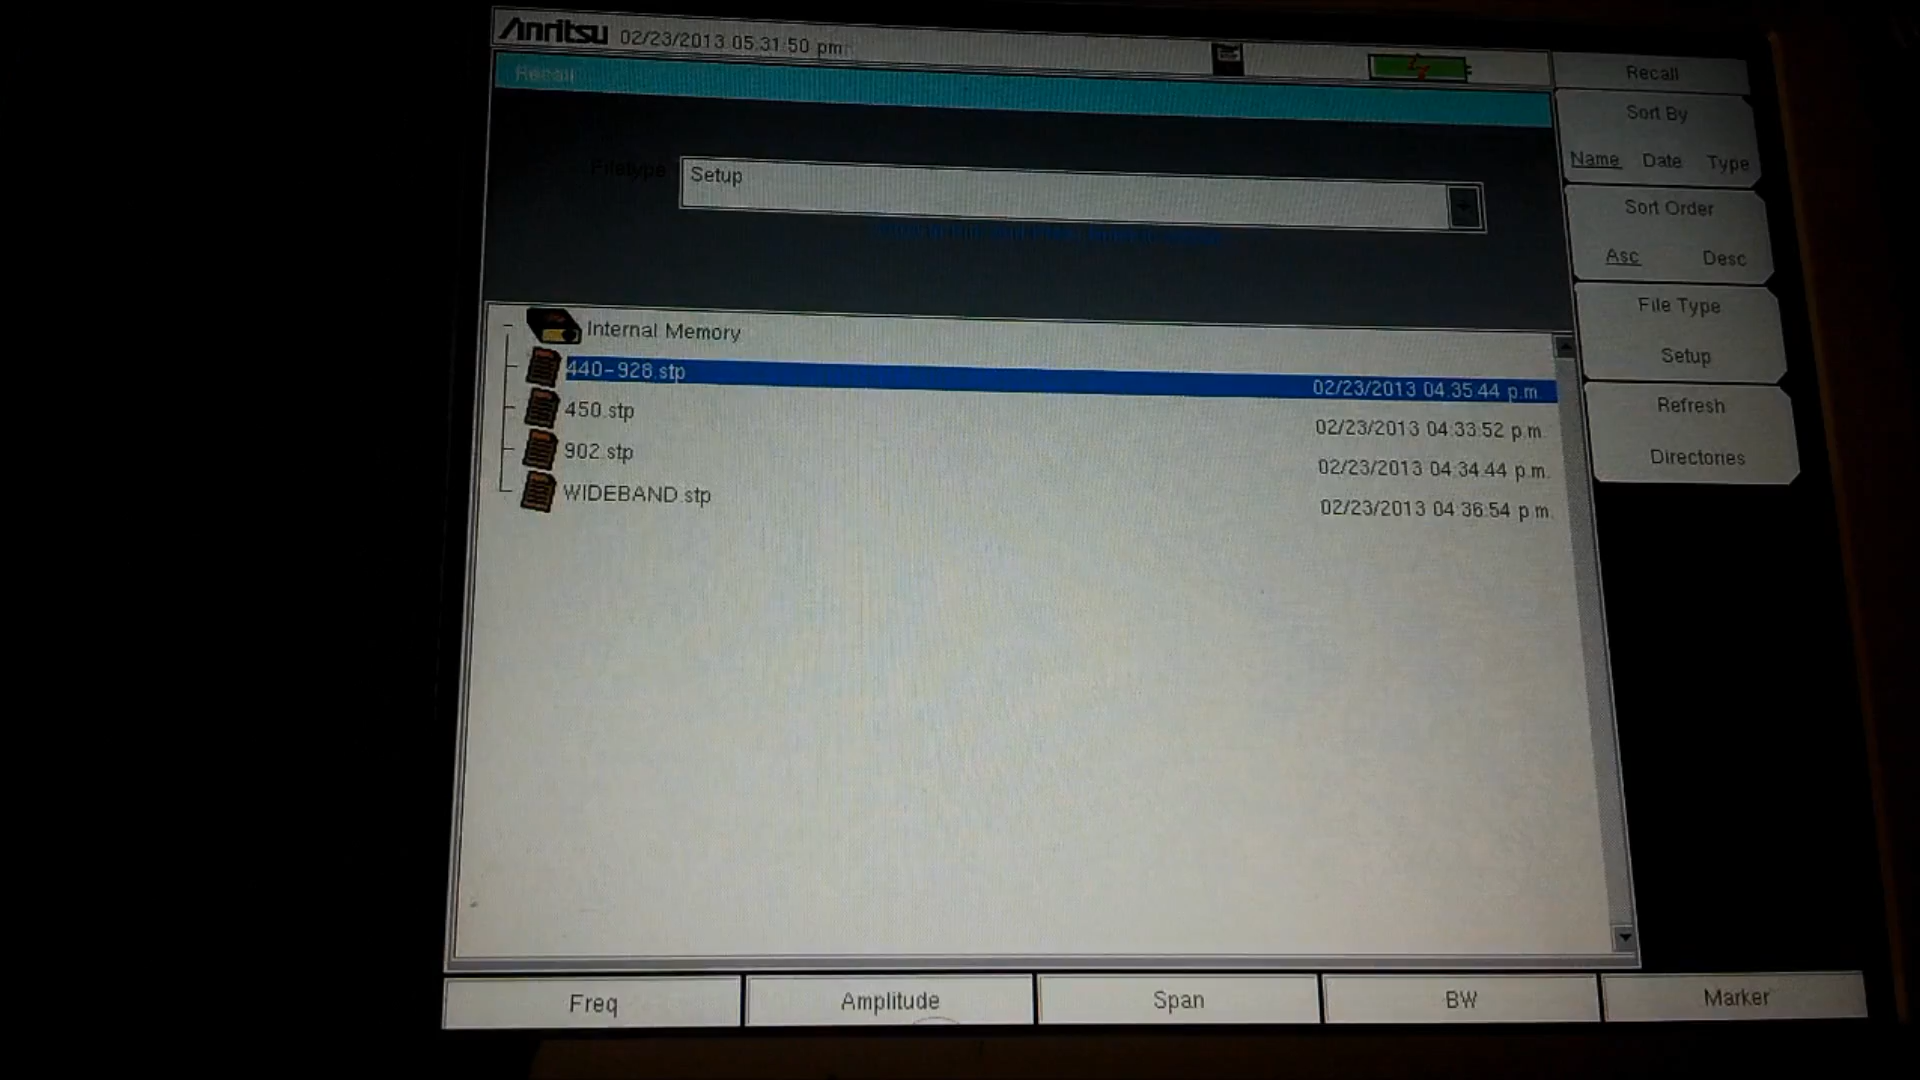 Anritsu 02/23/2013 05:31:50 pm
Recall
Recall
Sort By
Name Date Type
Filetype Setup
Sort Order
Asc Desc
File Type
Setup
Refresh
Directories
Internal Memory
440-928.stp 02/23/2013 04:35:44 p.m.
450.stp 02/23/2013 04:33:52 p.m.
902.stp 02/23/2013 04:34:44 p.m.
WIDEBAND.stp 02/23/2013 04:36:54 p.m.
Freq Amplitude Span BW Marker